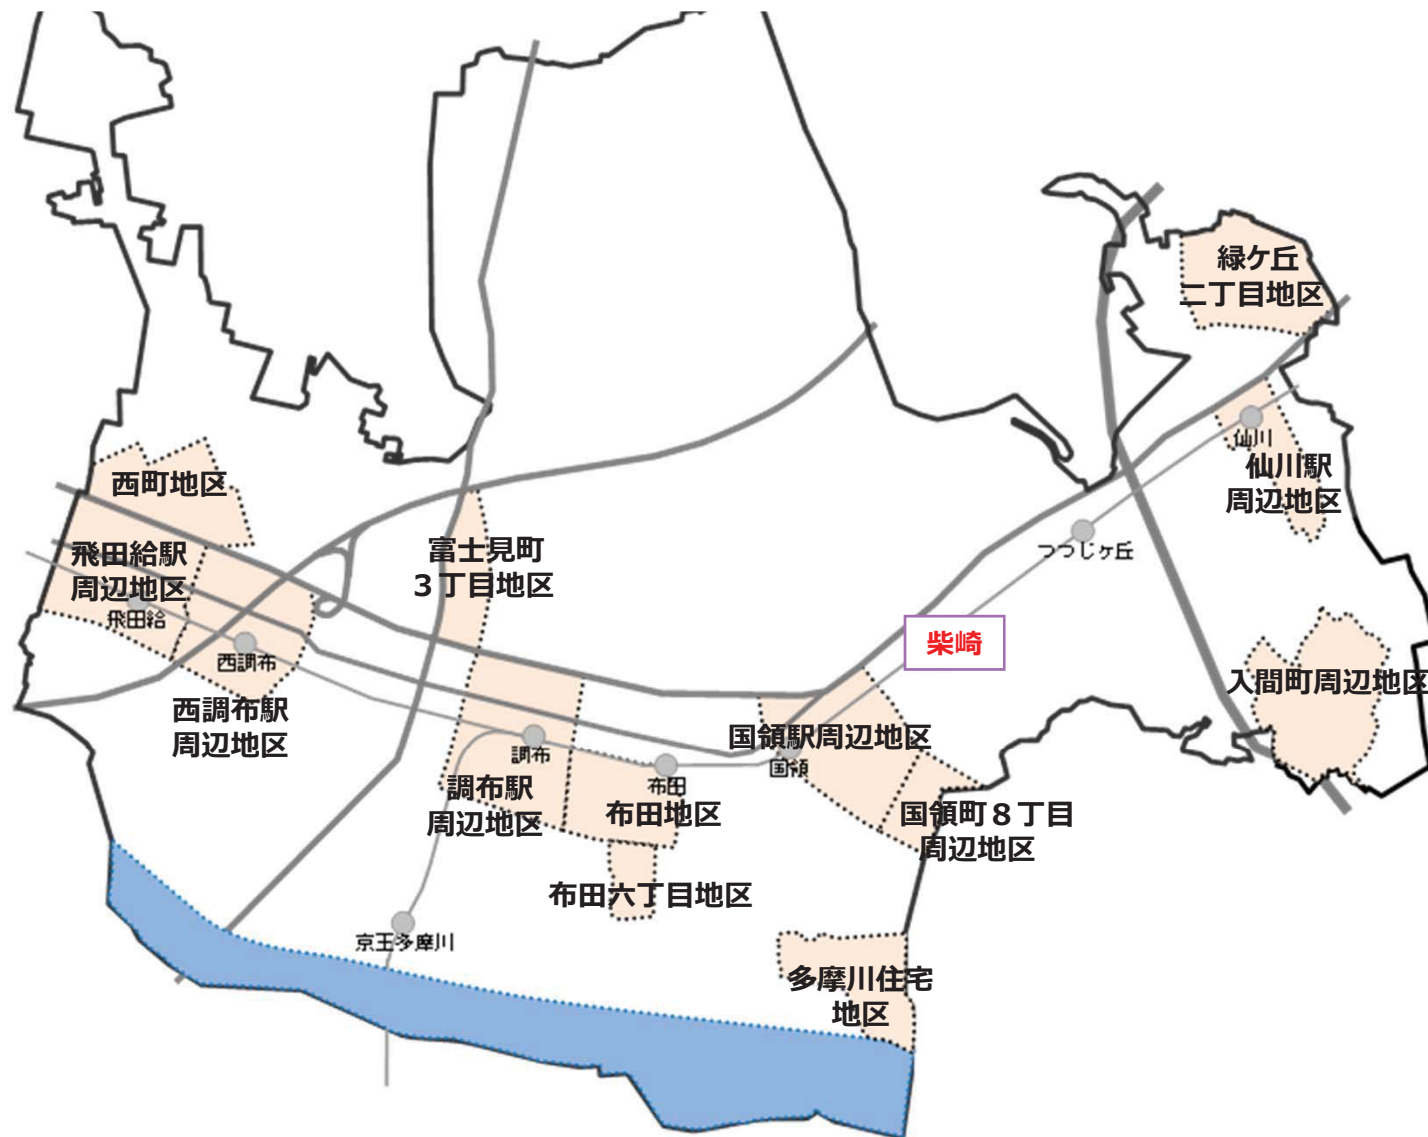 緑ケ丘
二丁目地区
仙川
仙川駅
周辺地区
西町地区
つつじヶ丘
富士見町
３丁目地区
飛田給駅
周辺地区
飛田給
西調布
柴崎
入間町周辺地区
西調布駅
周辺地区
国領駅周辺地区
調布
国領
布田
調布駅
周辺地区
布田地区
国領町８丁目
周辺地区
布田六丁目地区
京王多摩川
多摩川住宅
地区